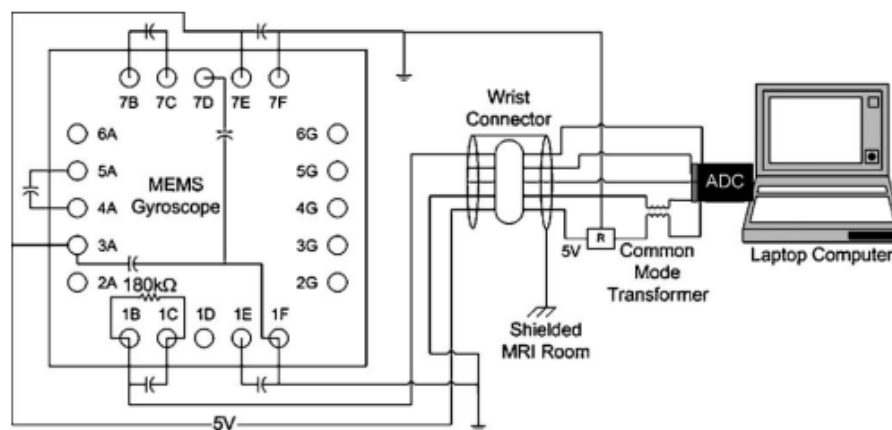 7B 7C 7D 7E 7F
6A 6G
5A 5G
MEMS
Gyroscope
4A 4G
3A 3G
2A 2G
180kΩ
1B 1C 1D 1E 1F
5V
Wrist
Connector
5V
R
Common
Mode
Transformer
Shielded
MRI Room
ADC
Laptop Computer